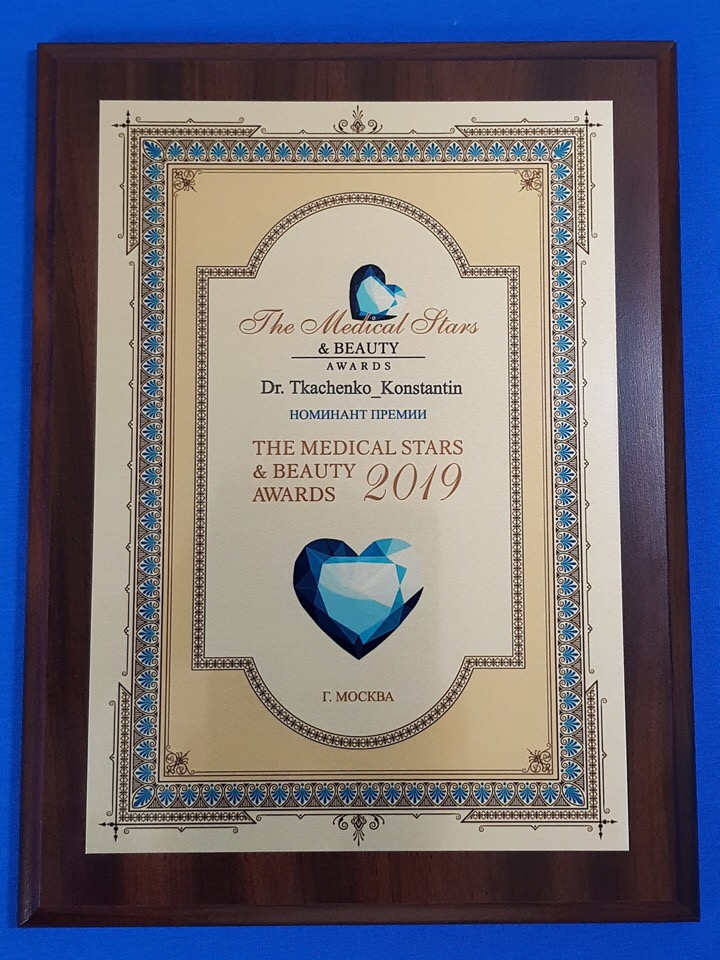 The Medical Stars
& BEAUTY
AWARDS
Dr. Tkachenko_Konstantin
НОМИНАНТ ПРЕМИИ
THE MEDICAL STARS
& BEAUTY
AWARDS 2019
Г. МОСКВА